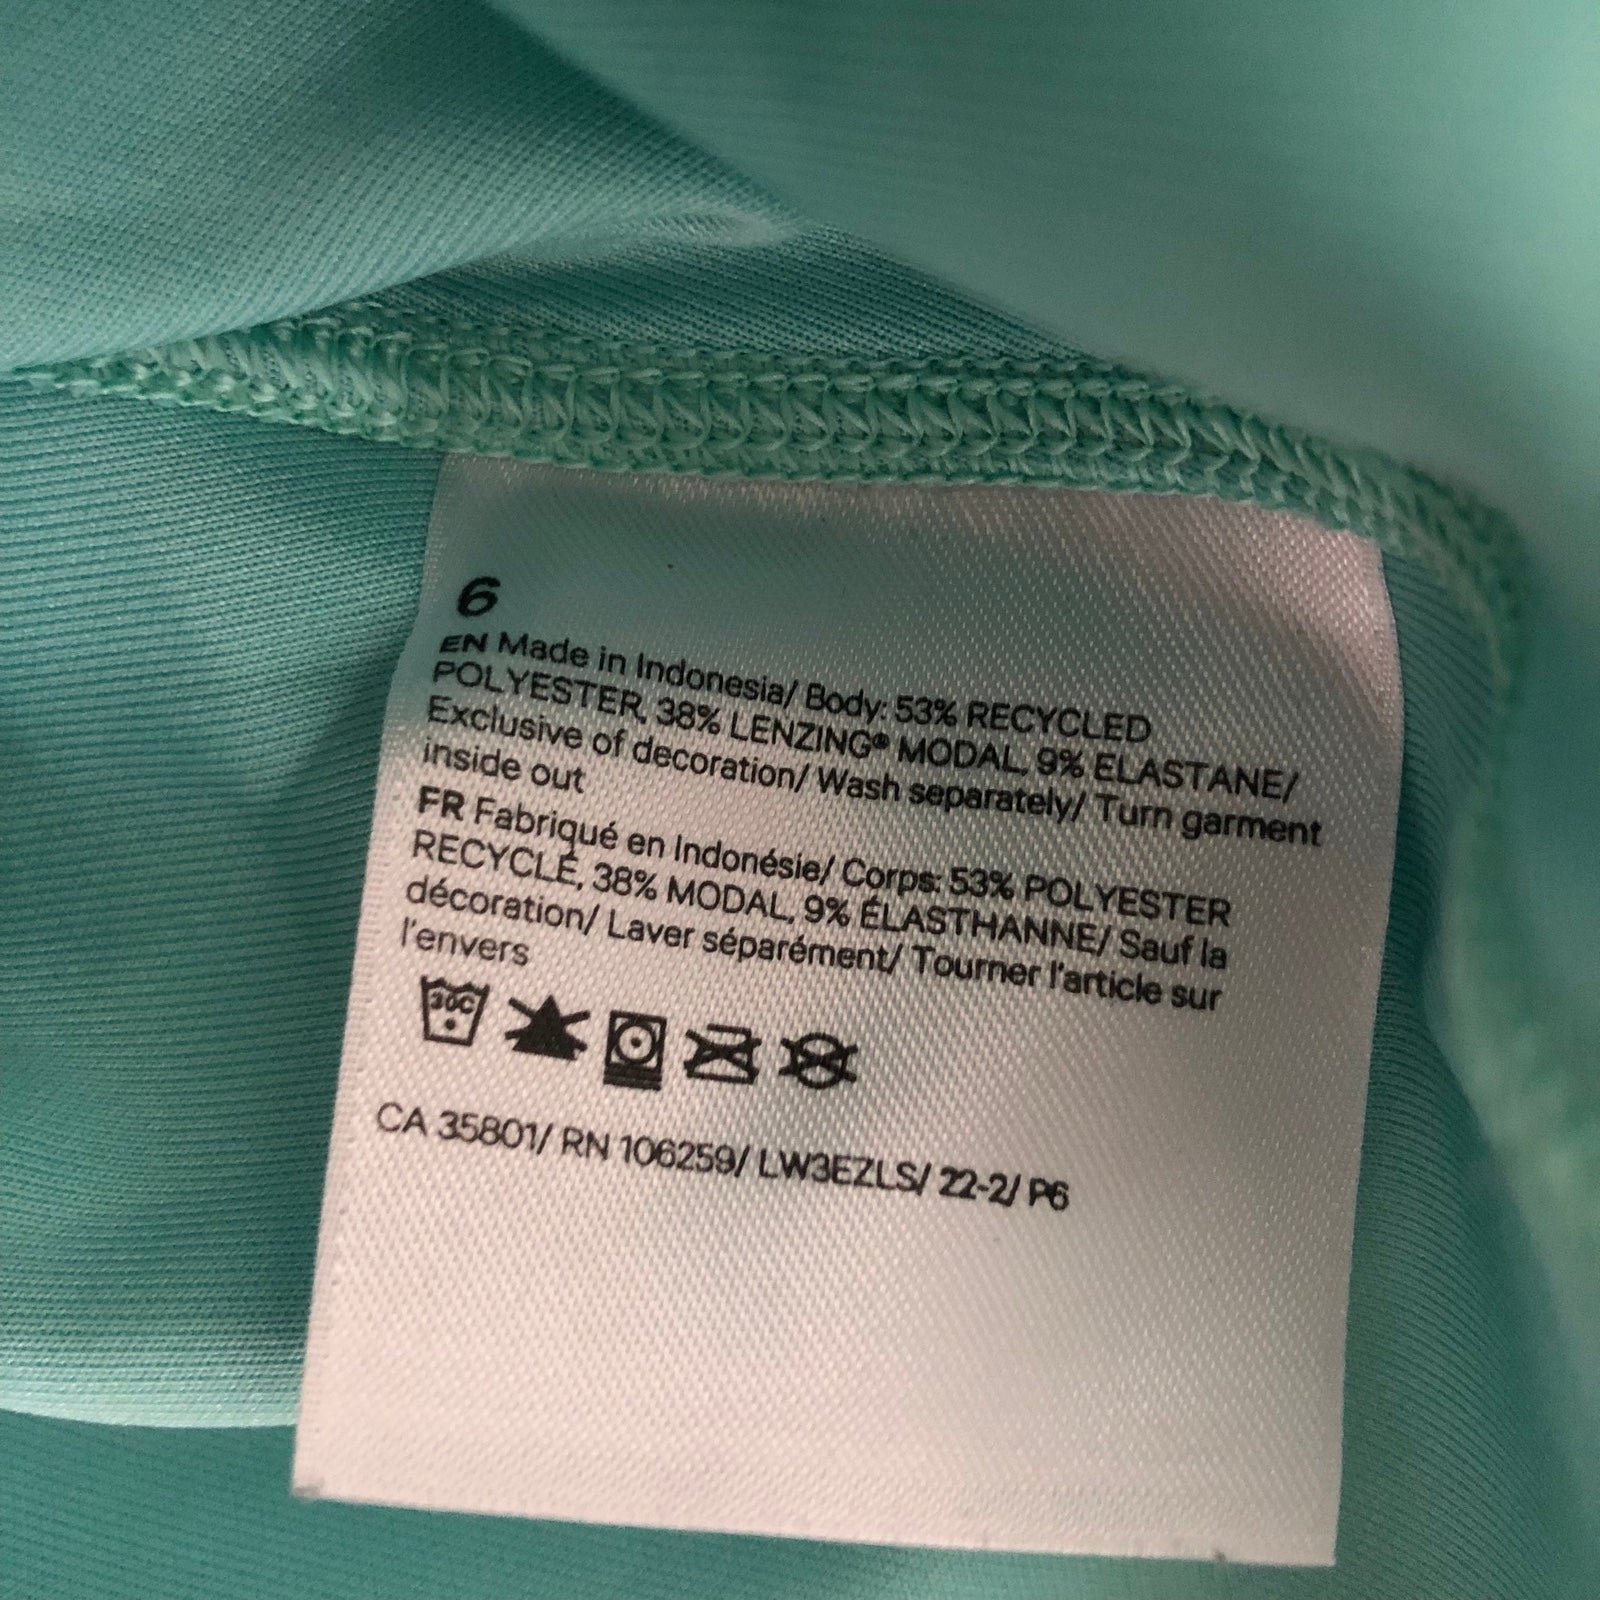 6
EN Made in Indonesia/ Body: 53% RECYCLED
POLYESTER, 38% LENZING® MODAL, 9% ELASTANE/
Exclusive of decoration/ Wash separately/ Turn garment
inside out
FR Fabriqué en Indonésie/ Corps: 53% POLYESTER
RECYCLÉ, 38% MODAL, 9% ÉLASTHANNE/ Sauf la
décoration/ Laver séparément/ Tourner l'article sur
l'envers
30C
CA 35801/ RN 106259/ LW3EZLS/ 22-2/ P6